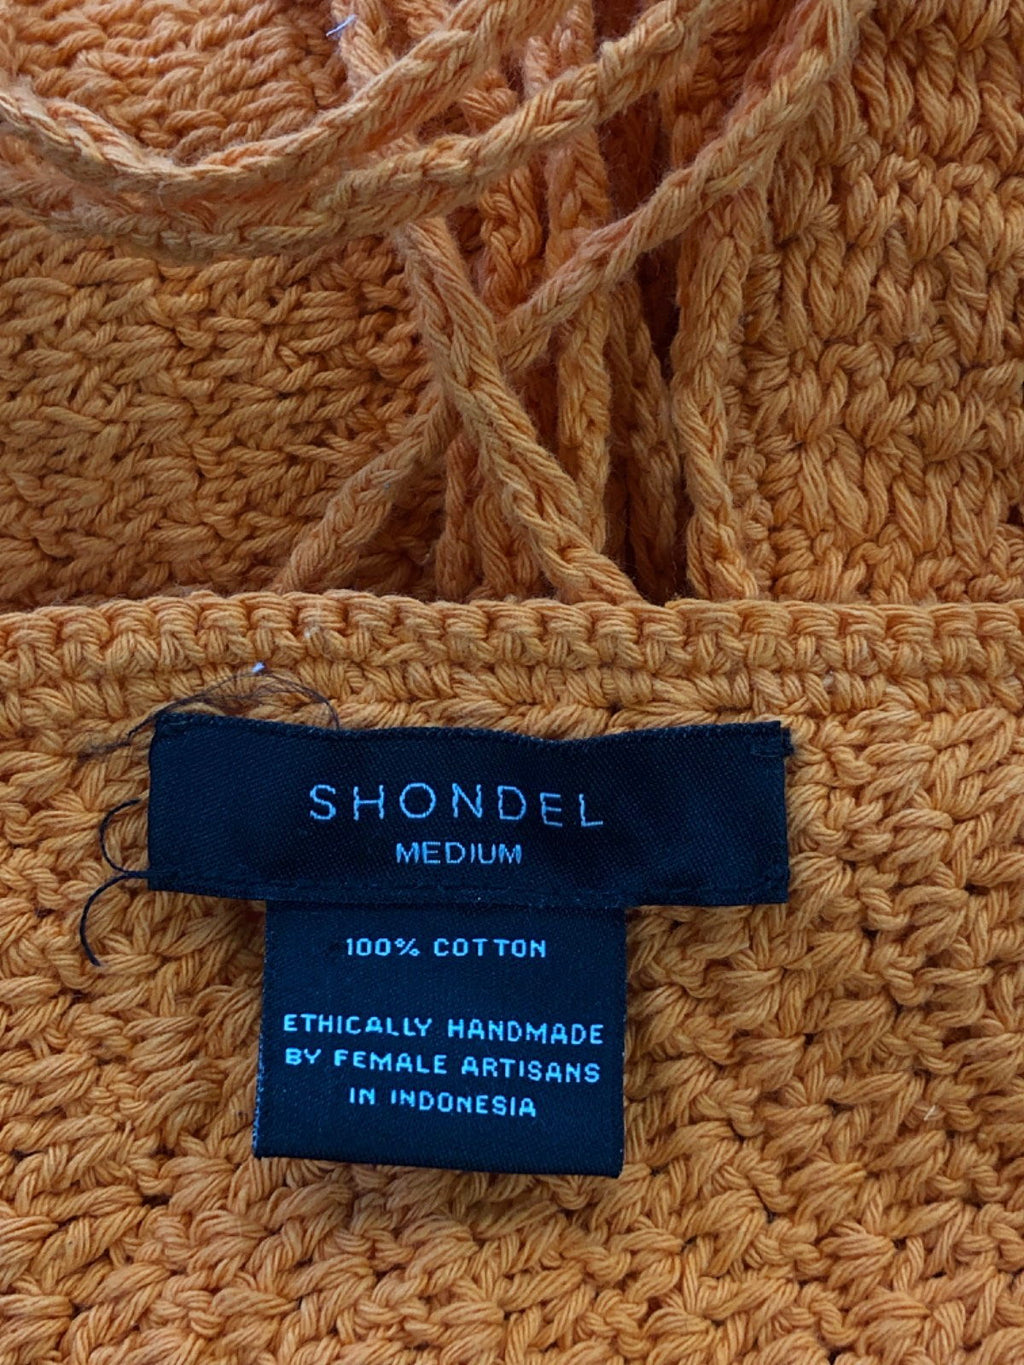 SHONDEL
MEDIUM
100% COTTON
ETHICALLY HANDMADE
BY FEMALE ARTISANS
IN INDONESIA